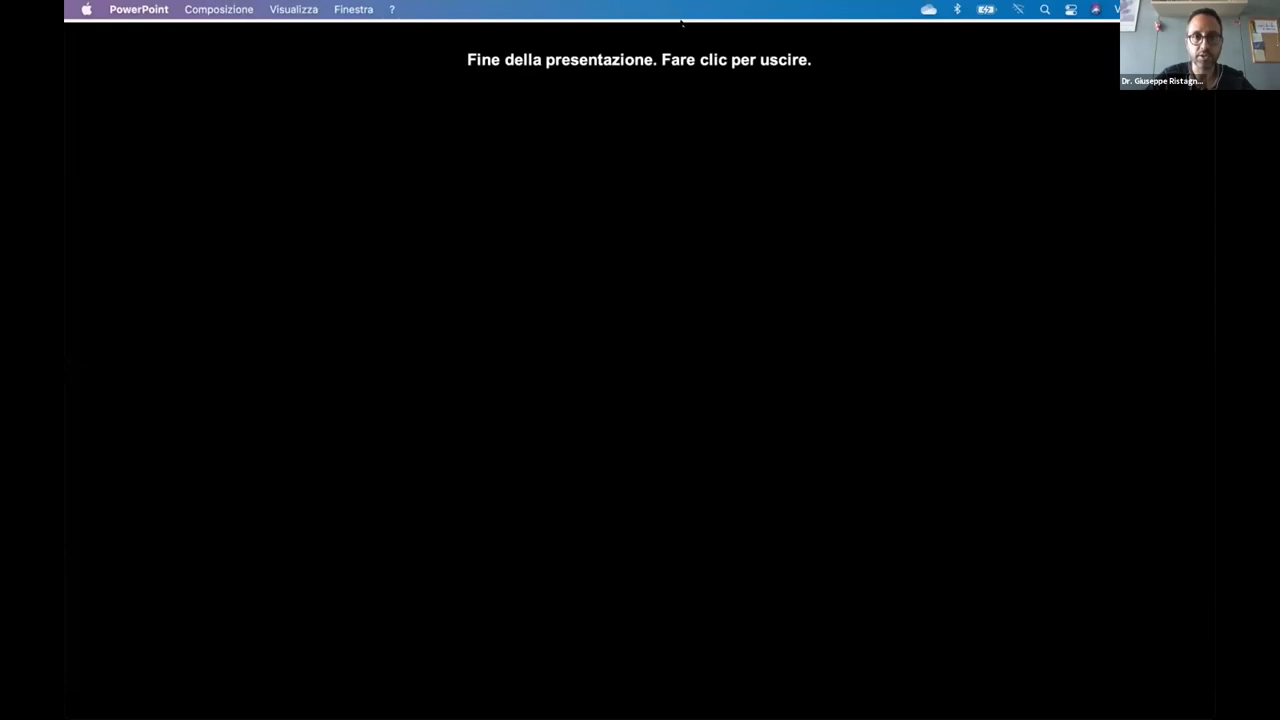 PowerPoint Composizione Visualizza Finestra ?
Fine della presentazione. Fare clic per uscire.
Dr. Giuseppe Ristagn...